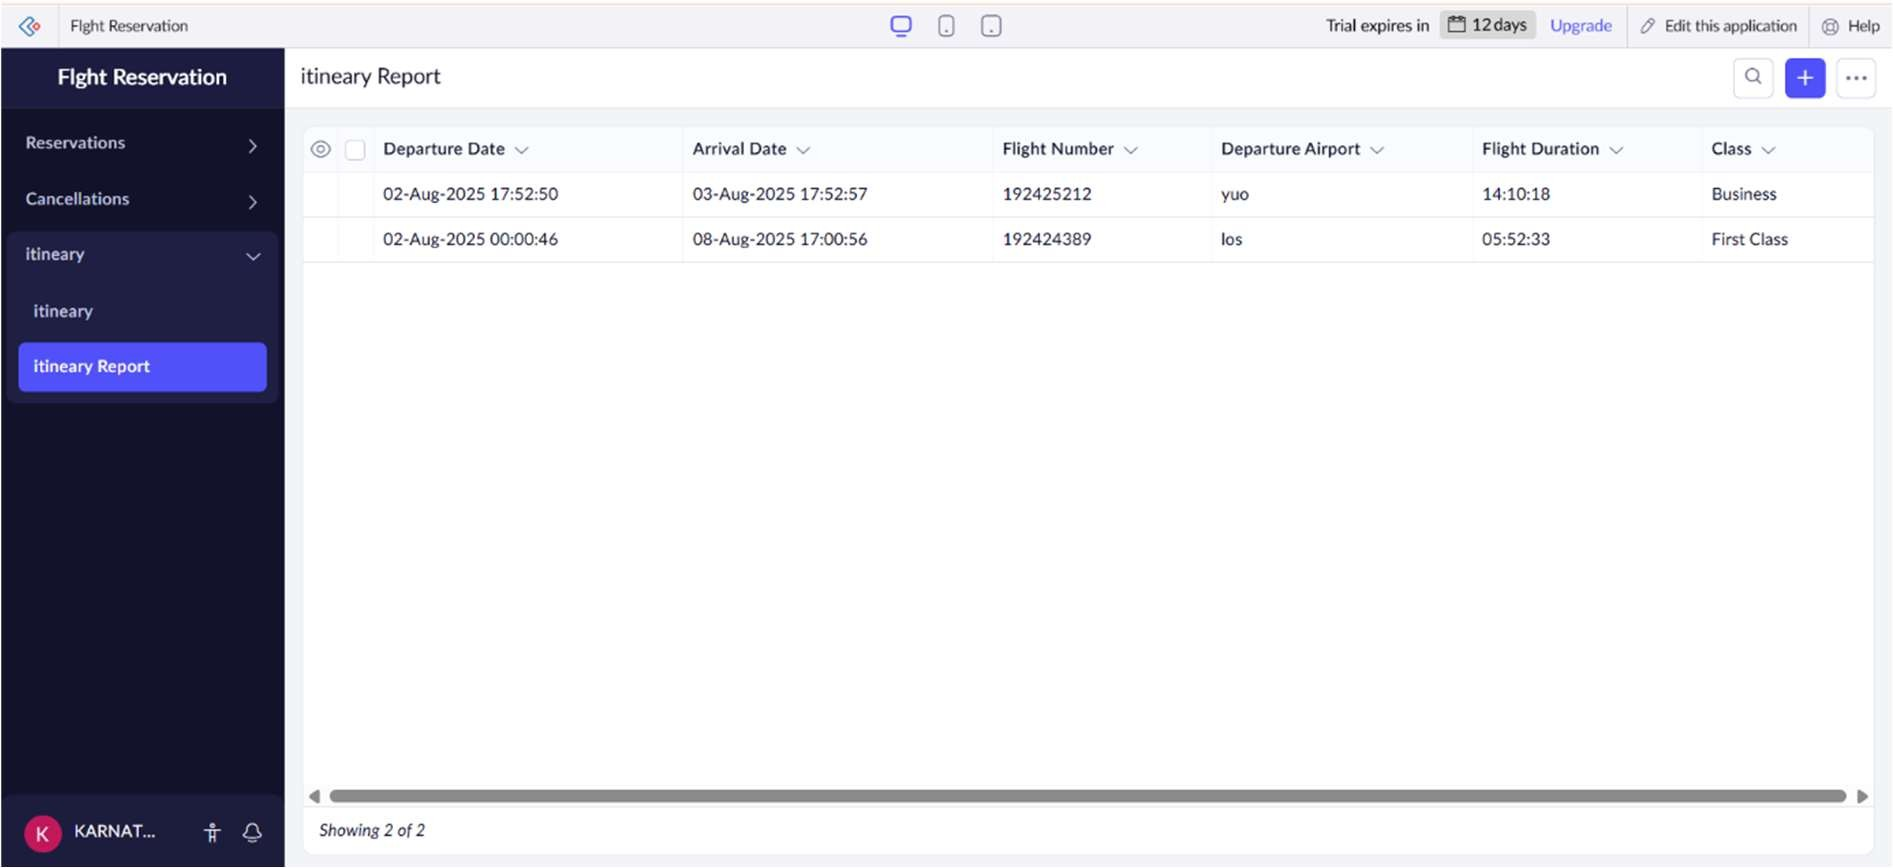 Flght Reservation
Trial expires in 12 days Upgrade Edit this application Help
Flght Reservation
itineary Report
Reservations
Cancellations
itineary
itineary
itineary Report
Departure Date Arrival Date Flight Number Departure Airport Flight Duration Class
02-Aug-2025 17:52:50 03-Aug-2025 17:52:57 192425212 yuo 14:10:18 Business
02-Aug-2025 00:00:46 08-Aug-2025 17:00:56 192424389 los 05:52:33 First Class
Showing 2 of 2
K KARNAT...